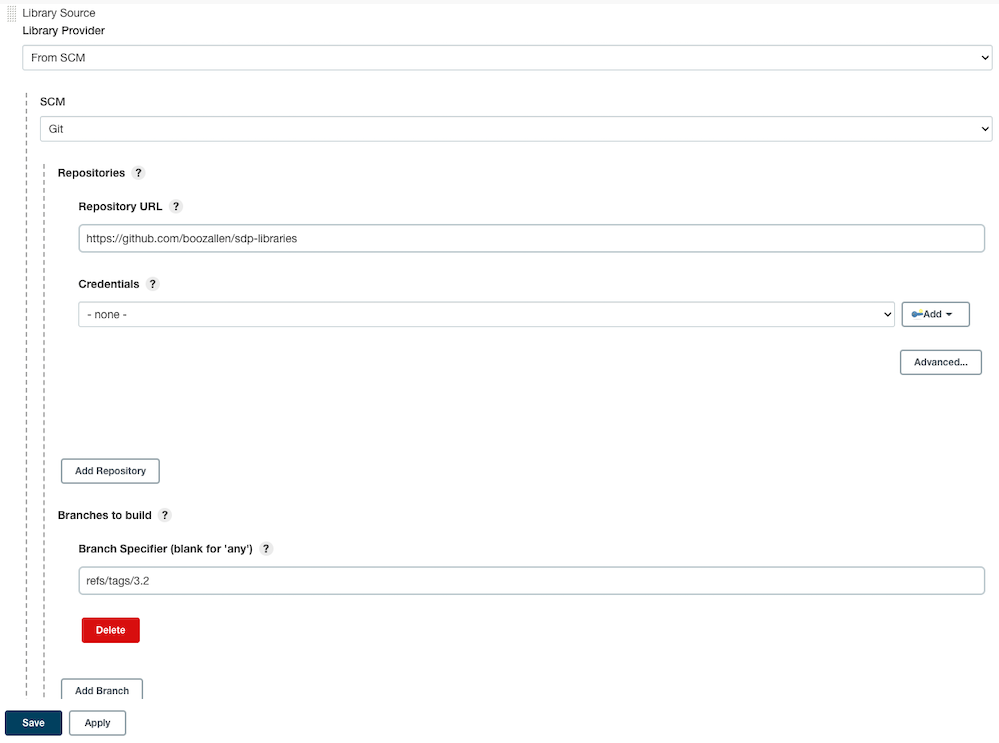 Library Source
Library Provider
From SCM
SCM
Git
Repositories ?
Repository URL ?
https://github.com/boozallen/sdp-libraries
Credentials ?
- none -
Add
Advanced...
Add Repository
Branches to build ?
Branch Specifier (blank for 'any') ?
refs/tags/3.2
Delete
Add Branch
Save Apply